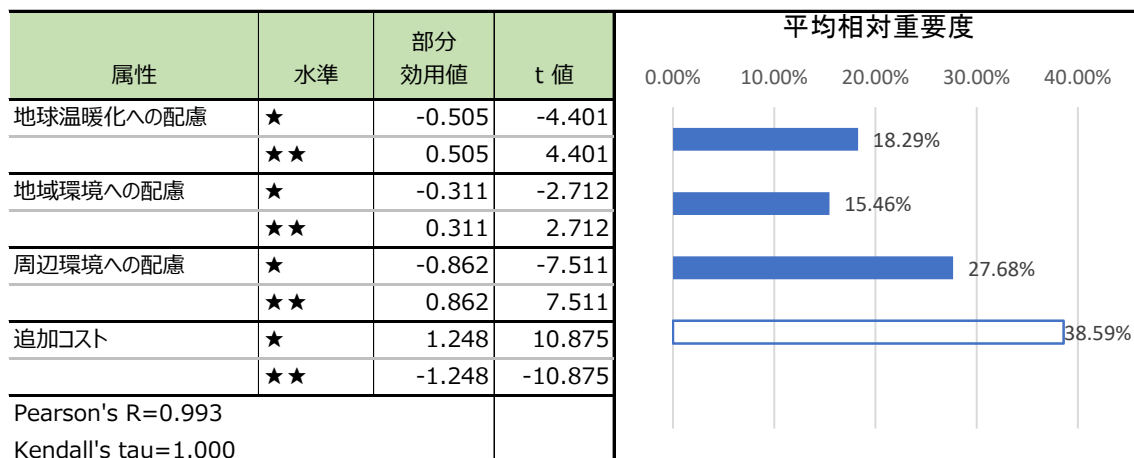 属性 水準 部分効用値 t 値
地球温暖化への配慮 ★ -0.505 -4.401
★★ 0.505 4.401
地域環境への配慮 ★ -0.311 -2.712
★★ 0.311 2.712
周辺環境への配慮 ★ -0.862 -7.511
★★ 0.862 7.511
追加コスト ★ 1.248 10.875
★★ -1.248 -10.875
Pearson's R=0.993
Kendall's tau=1.000
平均相対重要度
0.00% 10.00% 20.00% 30.00% 40.00%
18.29%
15.46%
27.68%
38.59%